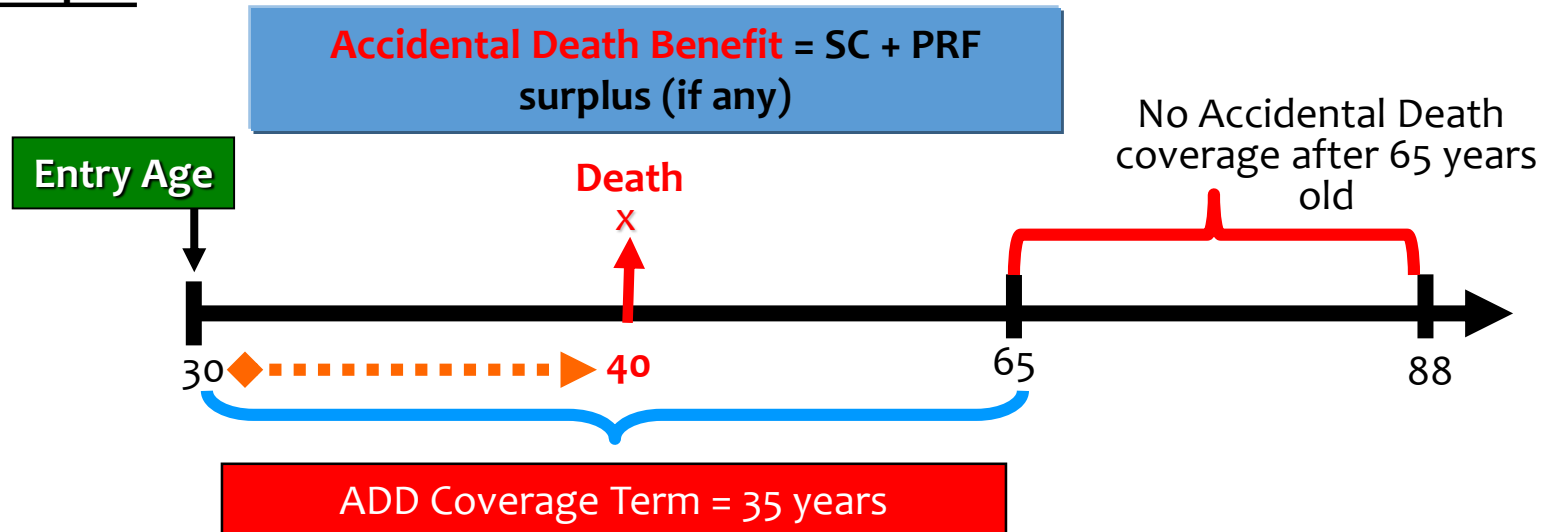 Accidental Death Benefit = SC + PRF
surplus (if any)
No Accidental Death
coverage after 65 years
old
Entry Age
Death
x
30
40
65
88
ADD Coverage Term = 35 years